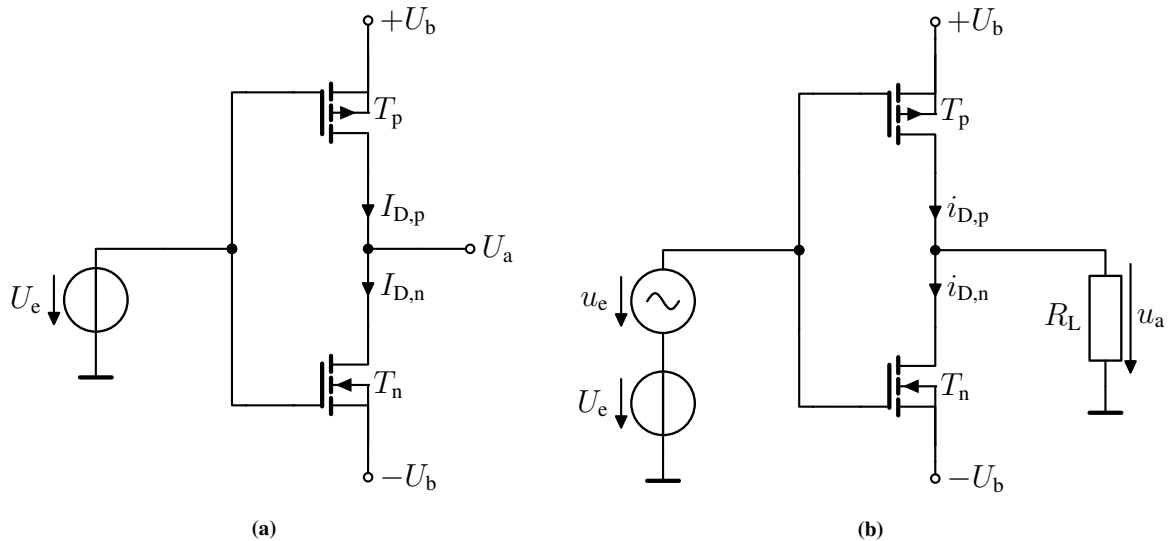 +U_b
T_p
I_D,p
U_a
I_D,n
U_e
T_n
−U_b
(a)
+U_b
T_p
i_D,p
i_D,n
u_e
R_L
u_a
U_e
T_n
−U_b
(b)